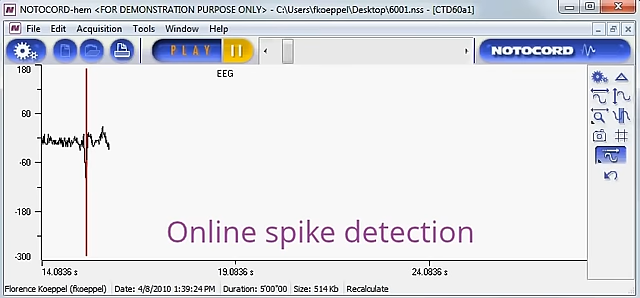 NOTOCORD-hem <FOR DEMONSTRATION PURPOSE ONLY> - C:\Users\fkoeppel\Desktop\6001.nss - [CTD60a1]
File Edit Acquisition Tools Window Help
PLAY
NOTOCORD
EEG
180
60
-60
-180
-300
Online spike detection
14.0836 s 19.0836 s 24.0836 s
Florence Koeppel (fkoeppel) Date: 4/8/2010 1:39:24 PM Duration: 5'00"00 Size: 514 Kb Recalculate